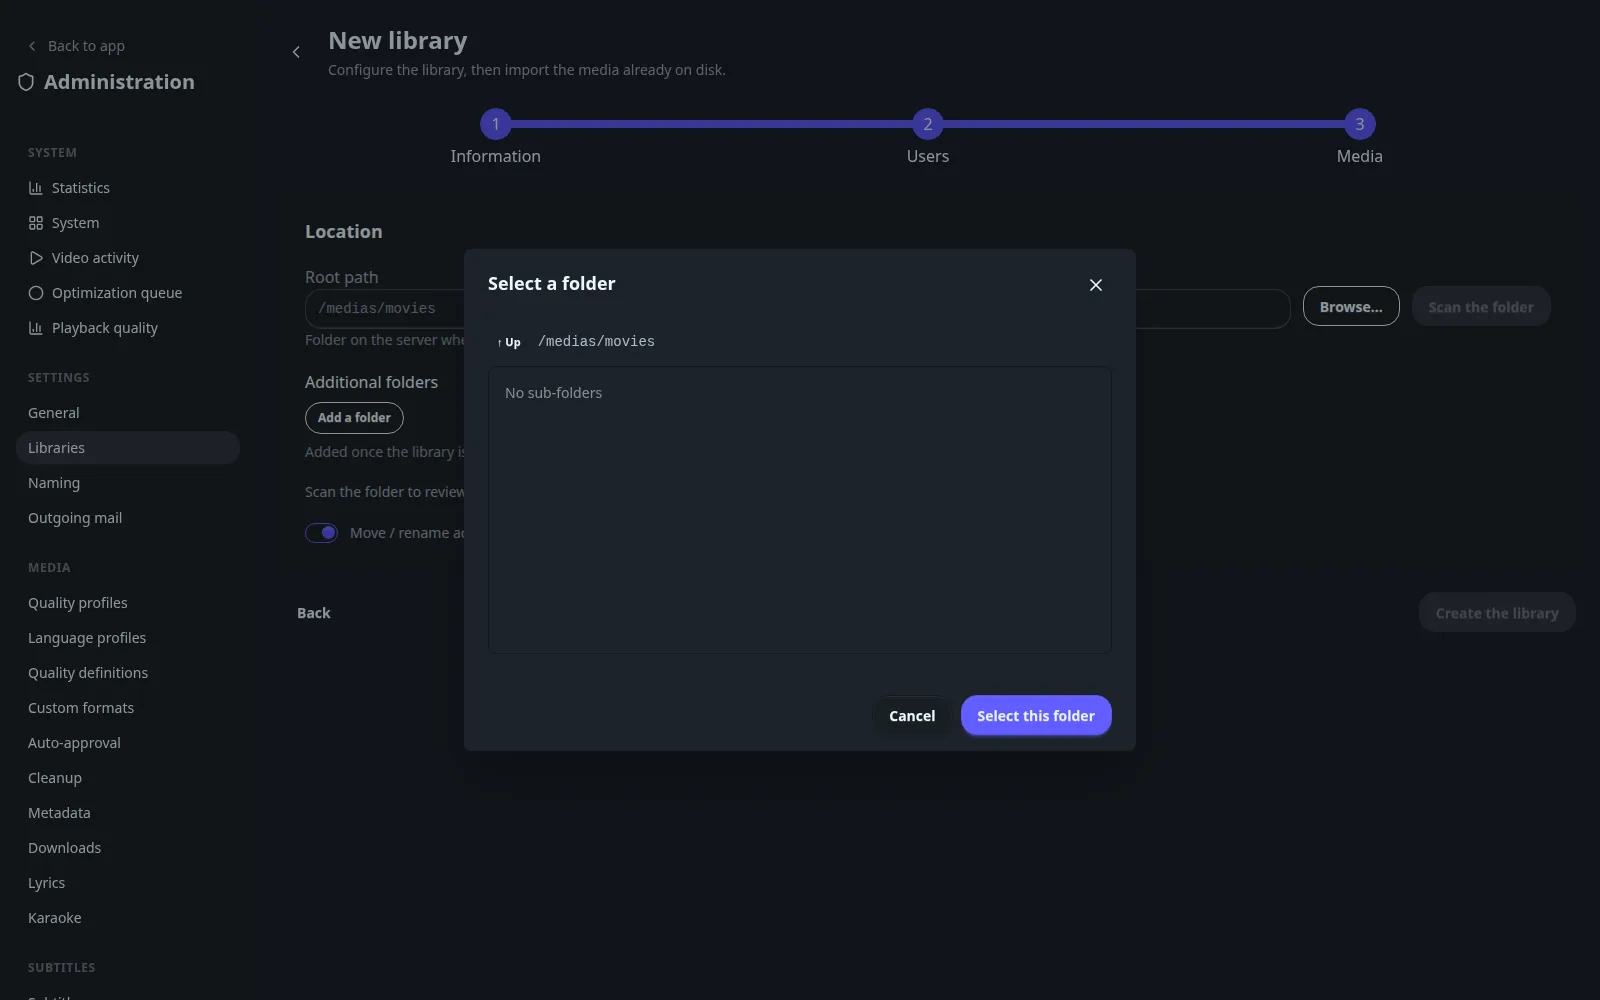 Back to app
Administration
SYSTEM
Statistics
System
Video activity
Optimization queue
Playback quality
SETTINGS
General
Libraries
Naming
Outgoing mail
MEDIA
Quality profiles
Language profiles
Quality definitions
Custom formats
Auto-approval
Cleanup
Metadata
Downloads
Lyrics
Karaoke
SUBTITLES
New library
Configure the library, then import the media already on disk.
1
2
3
Information
Users
Media
Location
Root path
/medias/movies
Browse...
Scan the folder
Folder on the server
Additional folders
Add a folder
Added once the library
Scan the folder to review
Move / rename
Back
Create the library
Select a folder
↑ Up
/medias/movies
No sub-folders
Cancel
Select this folder